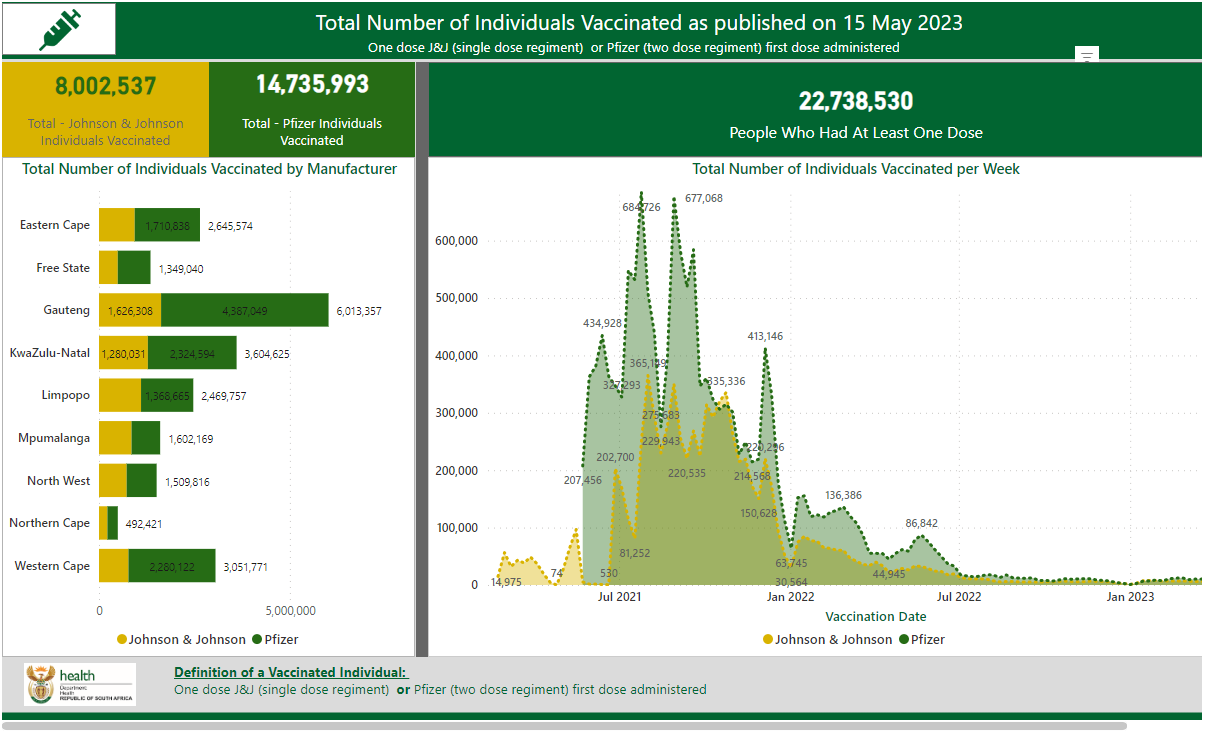 Total Number of Individuals Vaccinated as published on 15 May 2023
One dose J&J (single dose regiment)  or Pfizer (two dose regiment) first dose administered
8,002,537
Total - Johnson & Johnson
Individuals Vaccinated
14,735,993
Total - Pfizer Individuals
Vaccinated
22,738,530
People Who Had At Least One Dose
Total Number of Individuals Vaccinated by Manufacturer
Eastern Cape 1,710,838 2,645,574
Free State 1,349,040
Gauteng 1,626,308 4,387,049 6,013,357
KwaZulu-Natal 1,280,031 2,324,594 3,604,625
Limpopo 1,368,665 2,469,757
Mpumalanga 1,602,169
North West 1,509,816
Northern Cape 492,421
Western Cape 2,280,122 3,051,771
0 5,000,000
Johnson & Johnson Pfizer
Total Number of Individuals Vaccinated per Week
684,726 677,068
600,000
500,000
434,928
400,000
413,146
365,149
327,293
335,336
300,000
275,683
229,943
220,296
202,700
220,535
214,568
207,456
200,000
150,628
136,386
100,000
86,842
81,252
63,745
74
530
44,945
14,975
30,564
0
Jul 2021 Jan 2022 Jul 2022 Jan 2023
Vaccination Date
Johnson & Johnson Pfizer
health
Department:
Health
REPUBLIC OF SOUTH AFRICA
Definition of a Vaccinated Individual:
One dose J&J (single dose regiment)  or Pfizer (two dose regiment) first dose administered